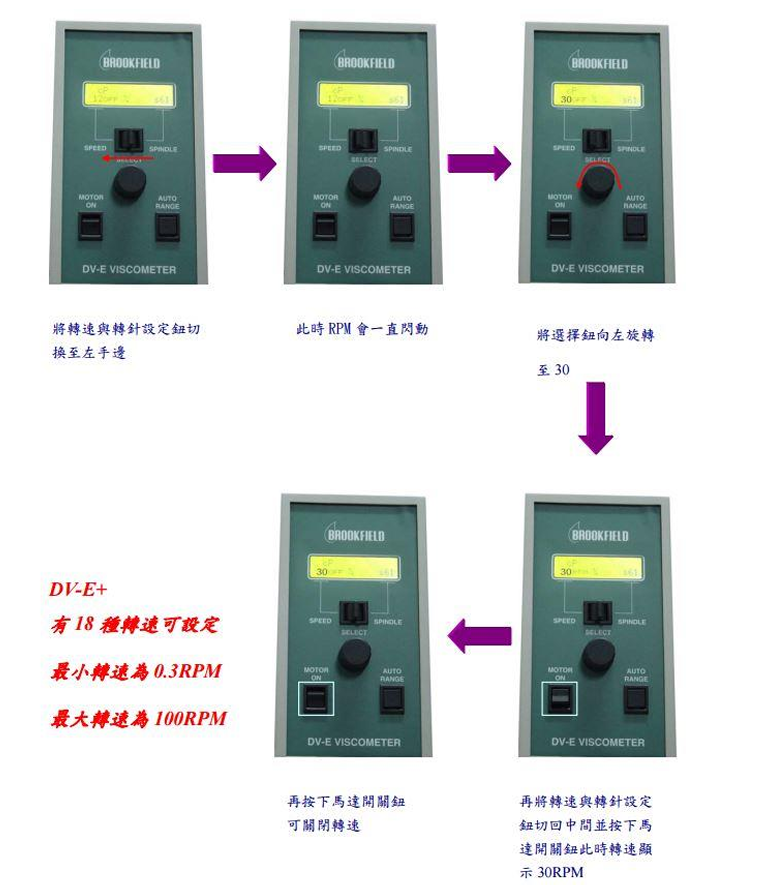 BROOKFIELD
cP
12OFF %
s61
SPEED
SPINDLE
SELECT
MOTOR ON
AUTO RANGE
DV-E VISCOMETER
將轉速與轉針設定鈕切
換至左手邊
BROOKFIELD
cP
12OFF %
s61
SPEED
SPINDLE
SELECT
MOTOR ON
AUTO RANGE
DV-E VISCOMETER
此時 RPM 會一直閃動
BROOKFIELD
cP
30OFF %
s61
SPEED
SPINDLE
SELECT
MOTOR ON
AUTO RANGE
DV-E VISCOMETER
將選擇鈕向左旋轉
至 30
BROOKFIELD
cP
30 %
s61
SPEED
SPINDLE
SELECT
MOTOR ON
AUTO RANGE
DV-E VISCOMETER
再將轉速與轉針設定
鈕切回中間並按下馬
達開關鈕此時轉速顯
示 30RPM
BROOKFIELD
cP
30OFF %
s61
SPEED
SPINDLE
SELECT
MOTOR ON
AUTO RANGE
DV-E VISCOMETER
再按下馬達開關鈕
可關閉轉速
DV-E+
有 18 種轉速可設定
最小轉速為 0.3RPM
最大轉速為 100RPM